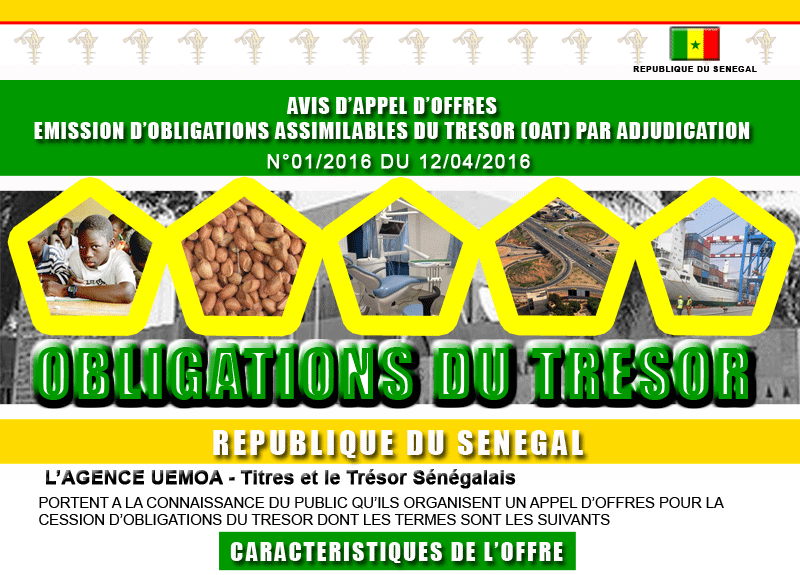 REPUBLIQUE DU SENEGAL
AVIS D'APPEL D'OFFRES
EMISSION D'OBLIGATIONS ASSIMILABLES DU TRESOR (OAT) PAR ADJUDICATION
N°01/2016 DU 12/04/2016
OBLIGATIONS DU TRESOR
REPUBLIQUE DU SENEGAL
L'AGENCE UEMOA - Titres et le Trésor Sénégalais
PORTENT A LA CONNAISSANCE DU PUBLIC QU'ILS ORGANISENT UN APPEL D'OFFRES POUR LA
CESSION D'OBLIGATIONS DU TRESOR DONT LES TERMES SONT LES SUIVANTS
CARACTERISTIQUES DE L'OFFRE